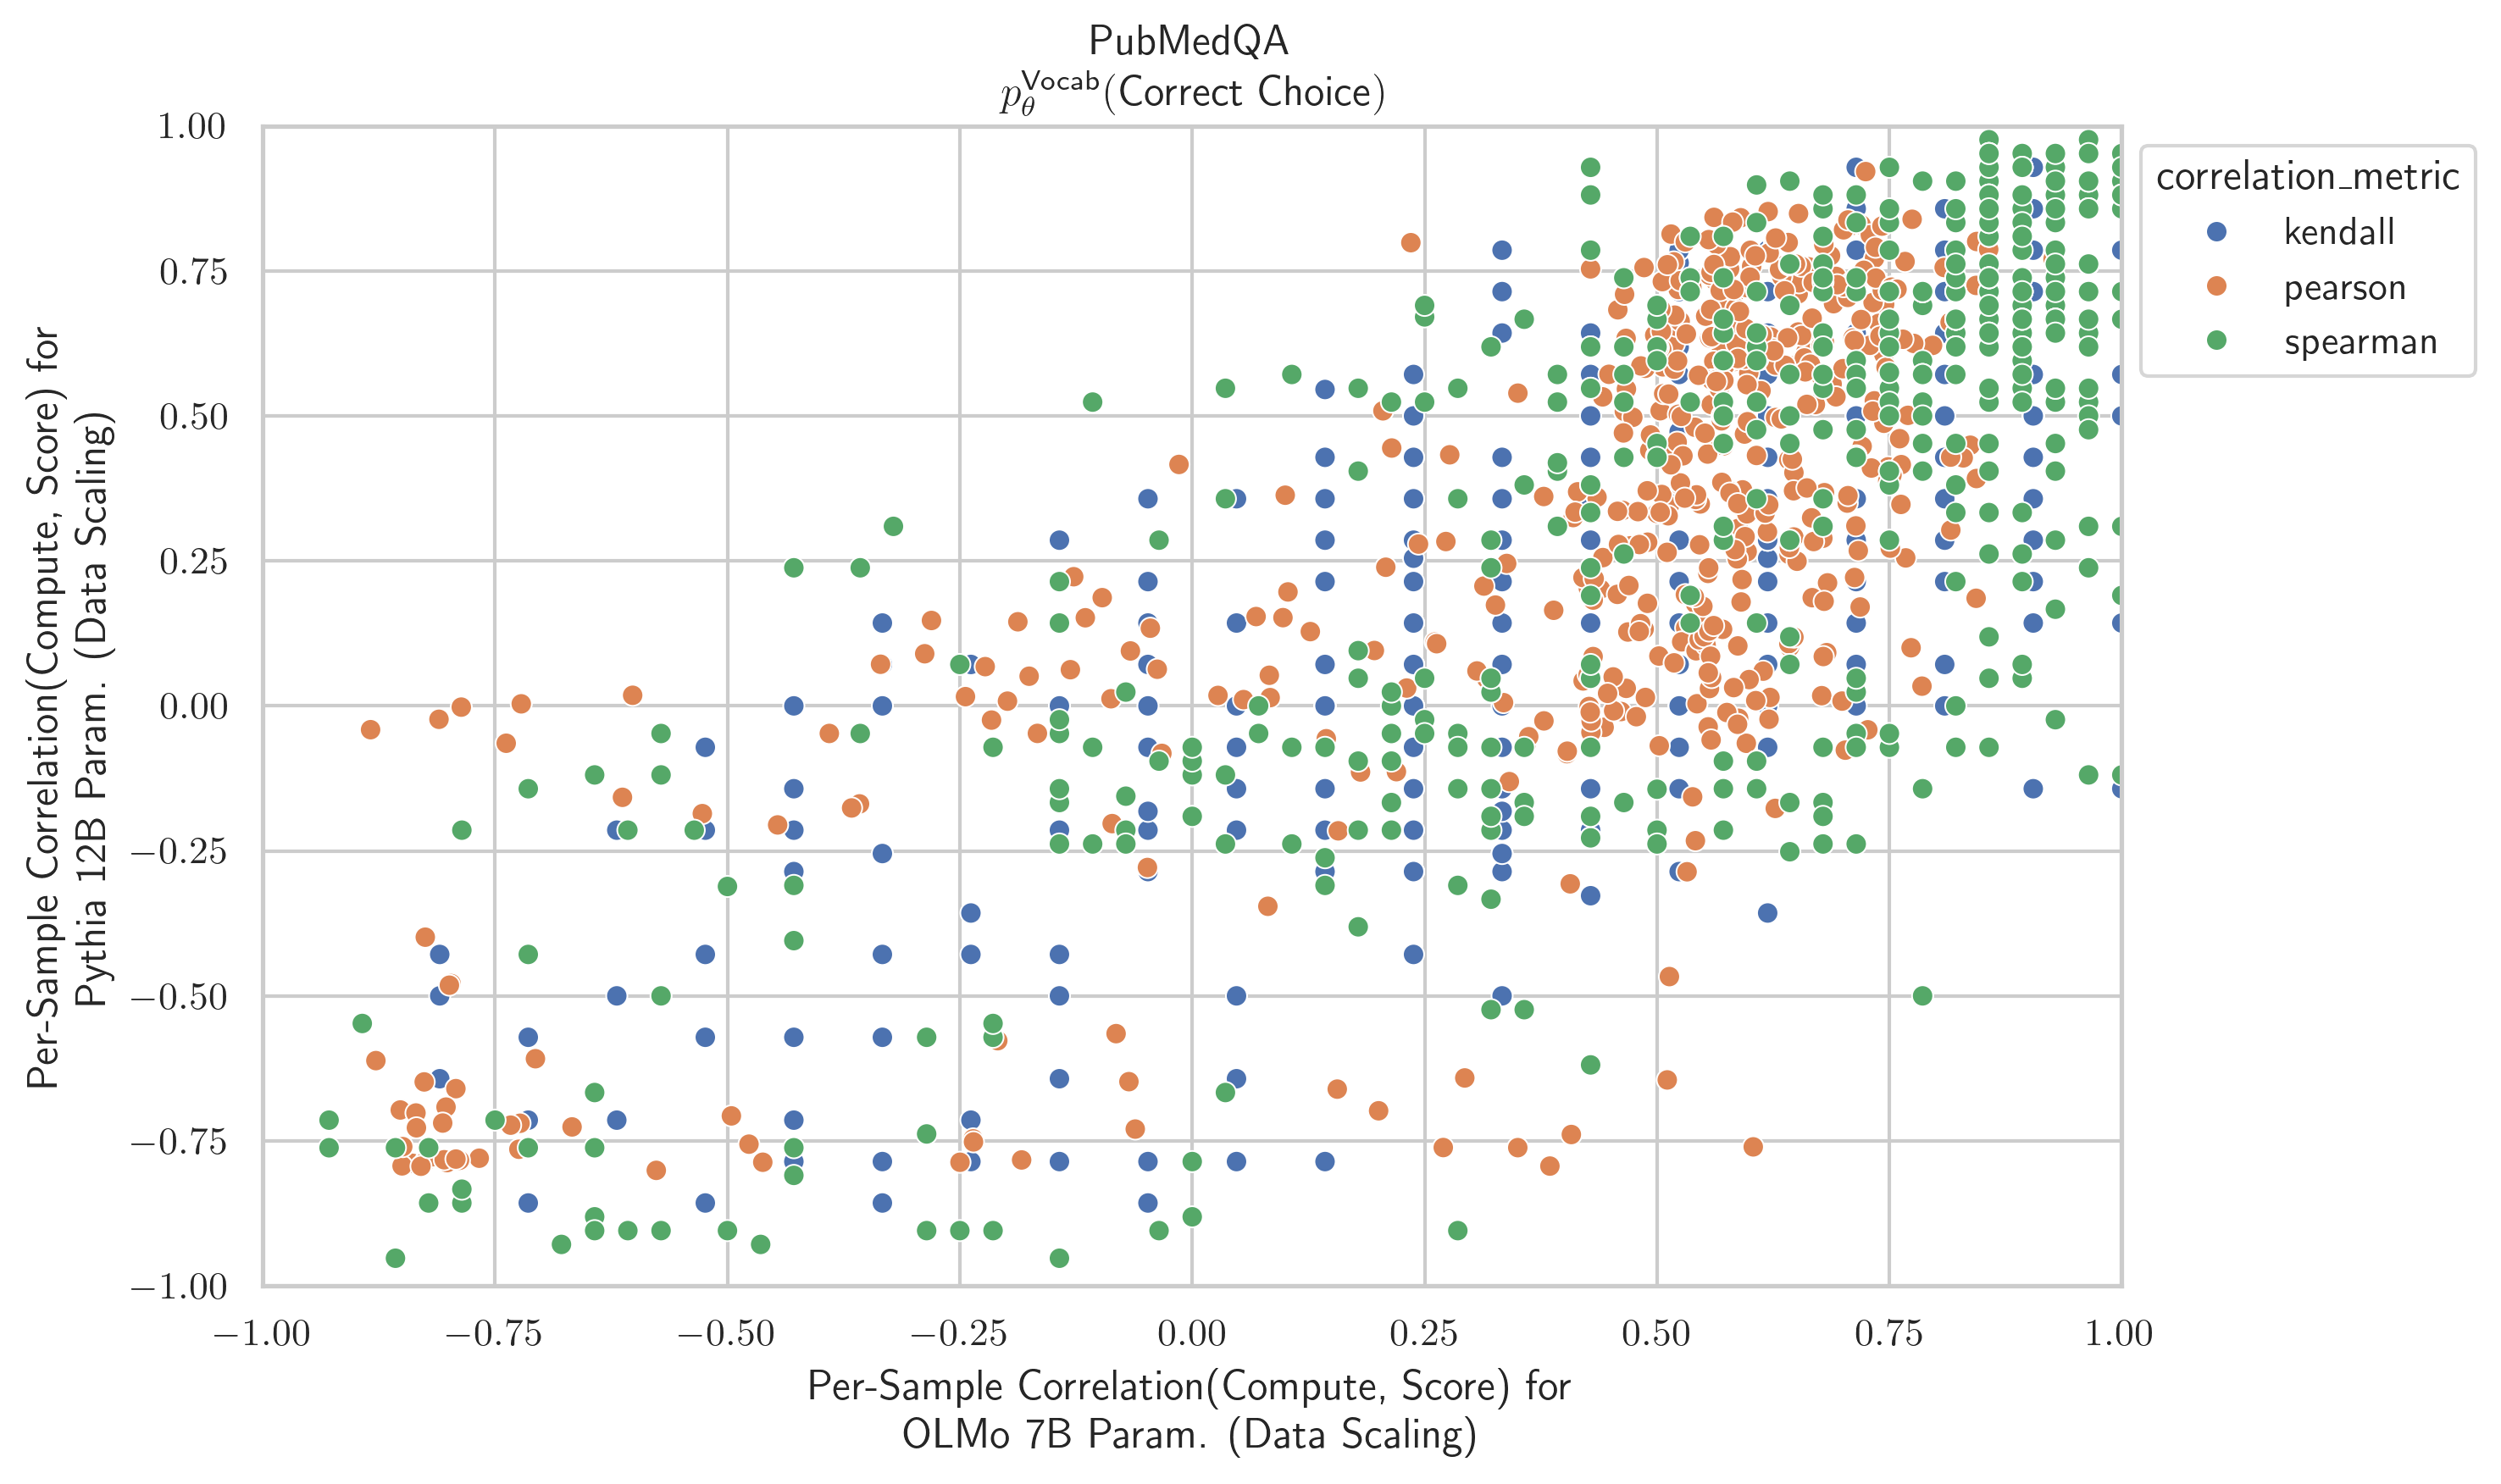 PubMedQA
p_θ^Vocab(Correct Choice)
1.00
0.75
0.50
0.25
0.00
−0.25
−0.50
−0.75
−1.00
Per-Sample Correlation(Compute, Score) for
Pythia 12B Param. (Data Scaling)
−1.00
−0.75
−0.50
−0.25
0.00
0.25
0.50
0.75
1.00
Per-Sample Correlation(Compute, Score) for
OLMo 7B Param. (Data Scaling)
correlation_metric
kendall
pearson
spearman